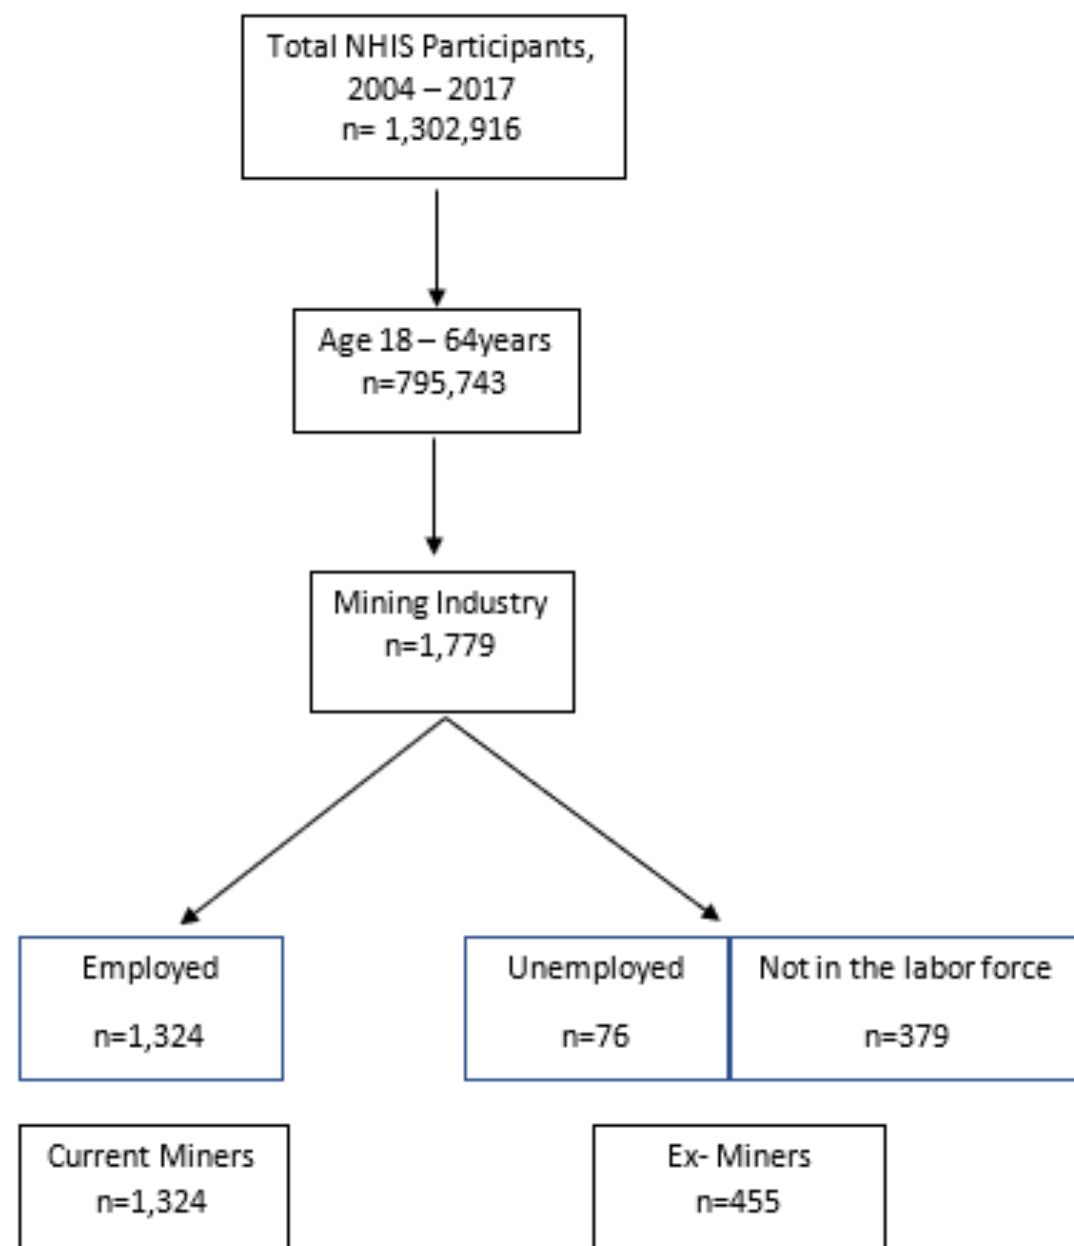 Total NHIS Participants,
2004 – 2017
n= 1,302,916
Age 18 – 64years
n=795,743
Mining Industry
n=1,779
Employed
n=1,324
Unemployed
n=76
Not in the labor force
n=379
Current Miners
n=1,324
Ex- Miners
n=455